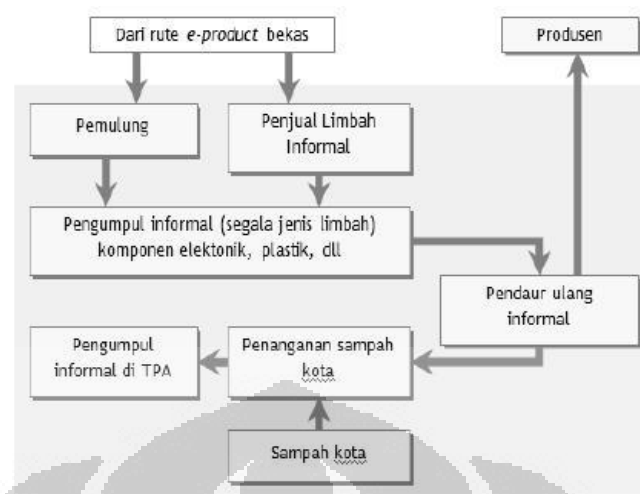 Dari rute e-product bekas
Produsen
Pemulung
Penjual Limbah
Informal
Pengumpul informal (segala jenis limbah)
komponen elektonik, plastik, dll
Pendaur ulang
informal
Pengumpul
informal di TPA
Penanganan sampah
kota
Sampah kota